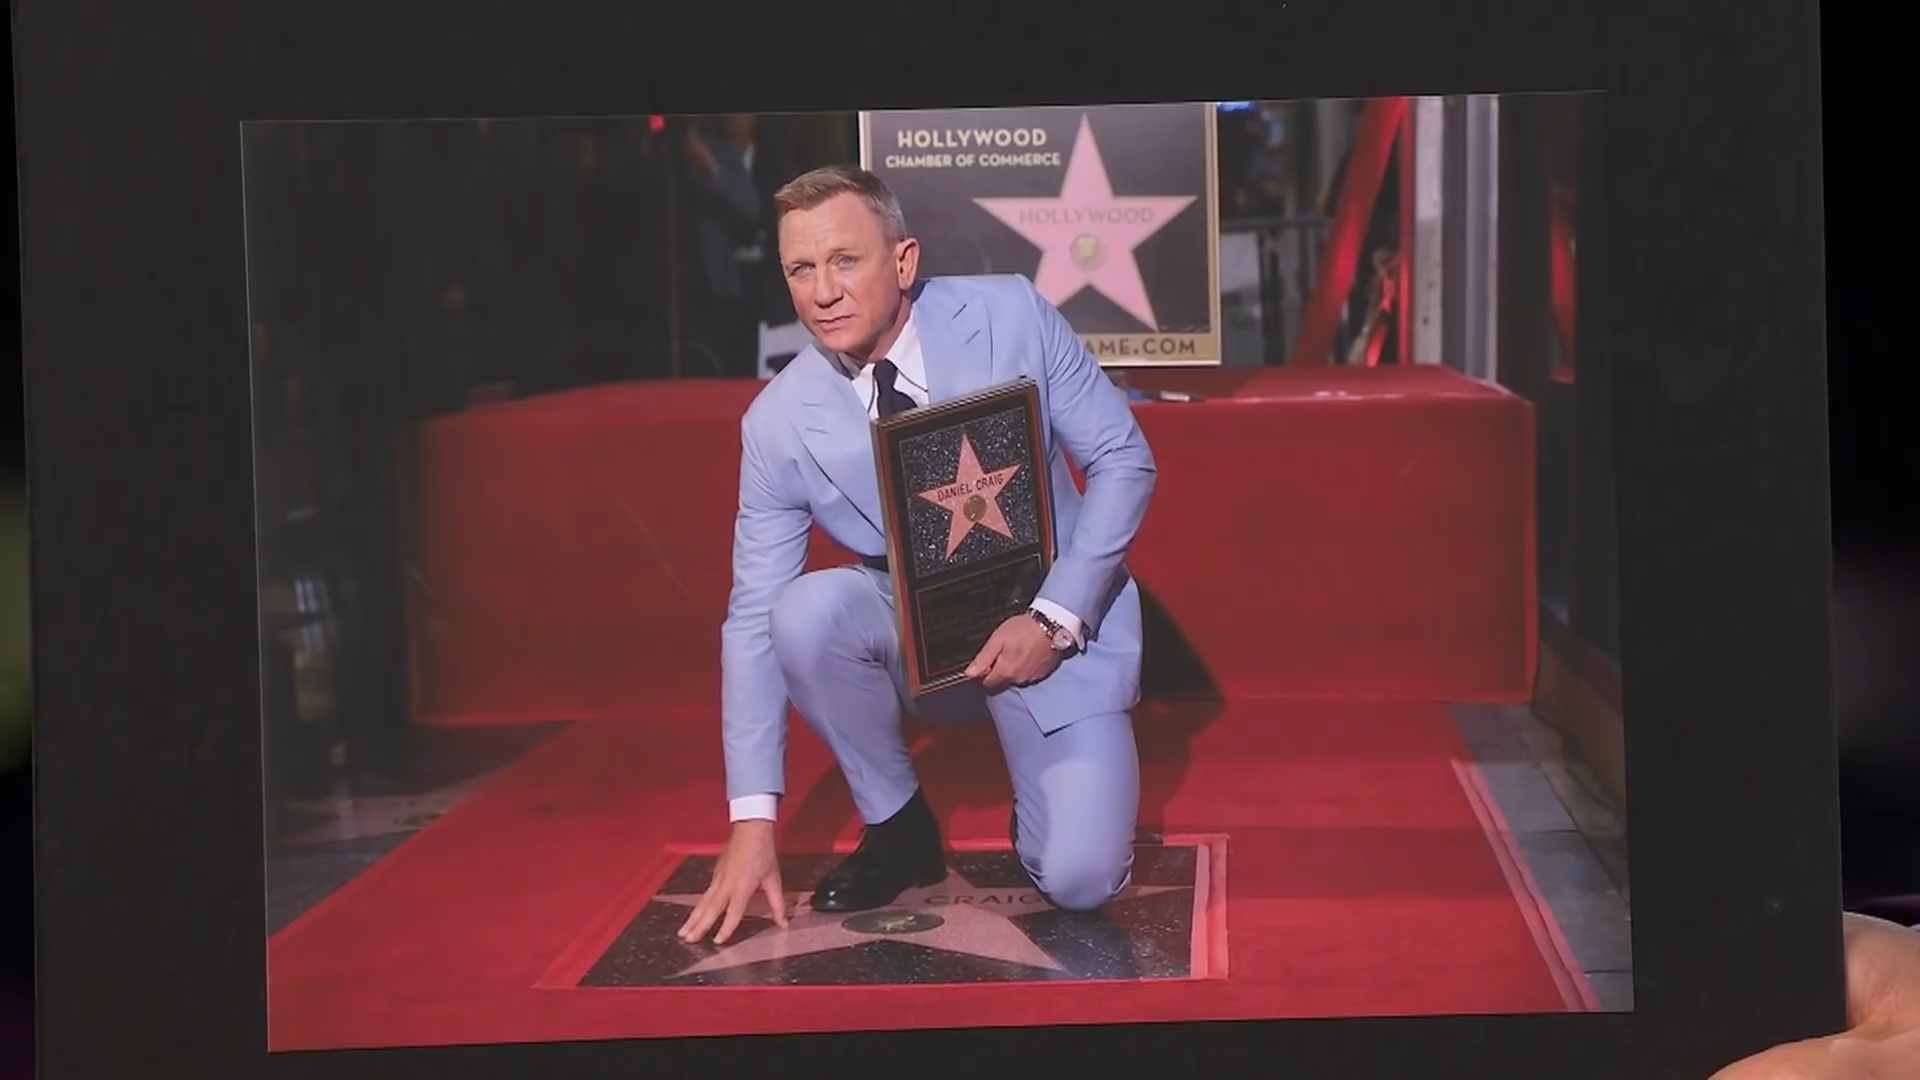 HOLLYWOOD
CHAMBER OF COMMERCE
HOLLYWOOD
AME.COM
DANIEL CRAIG
CRAIG